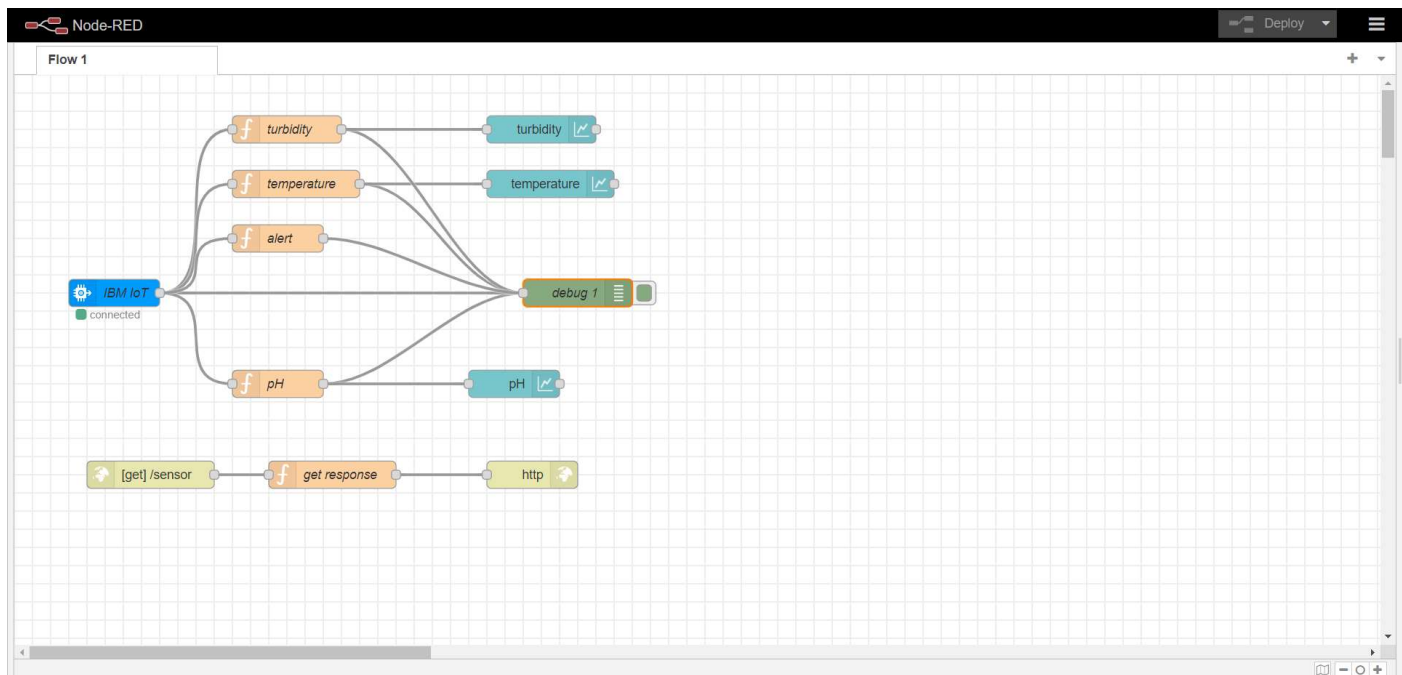 Node-RED
Deploy
Flow 1
turbidity
turbidity
temperature
temperature
alert
IBM IoT
debug 1
connected
pH
pH
[get] /sensor
get response
http